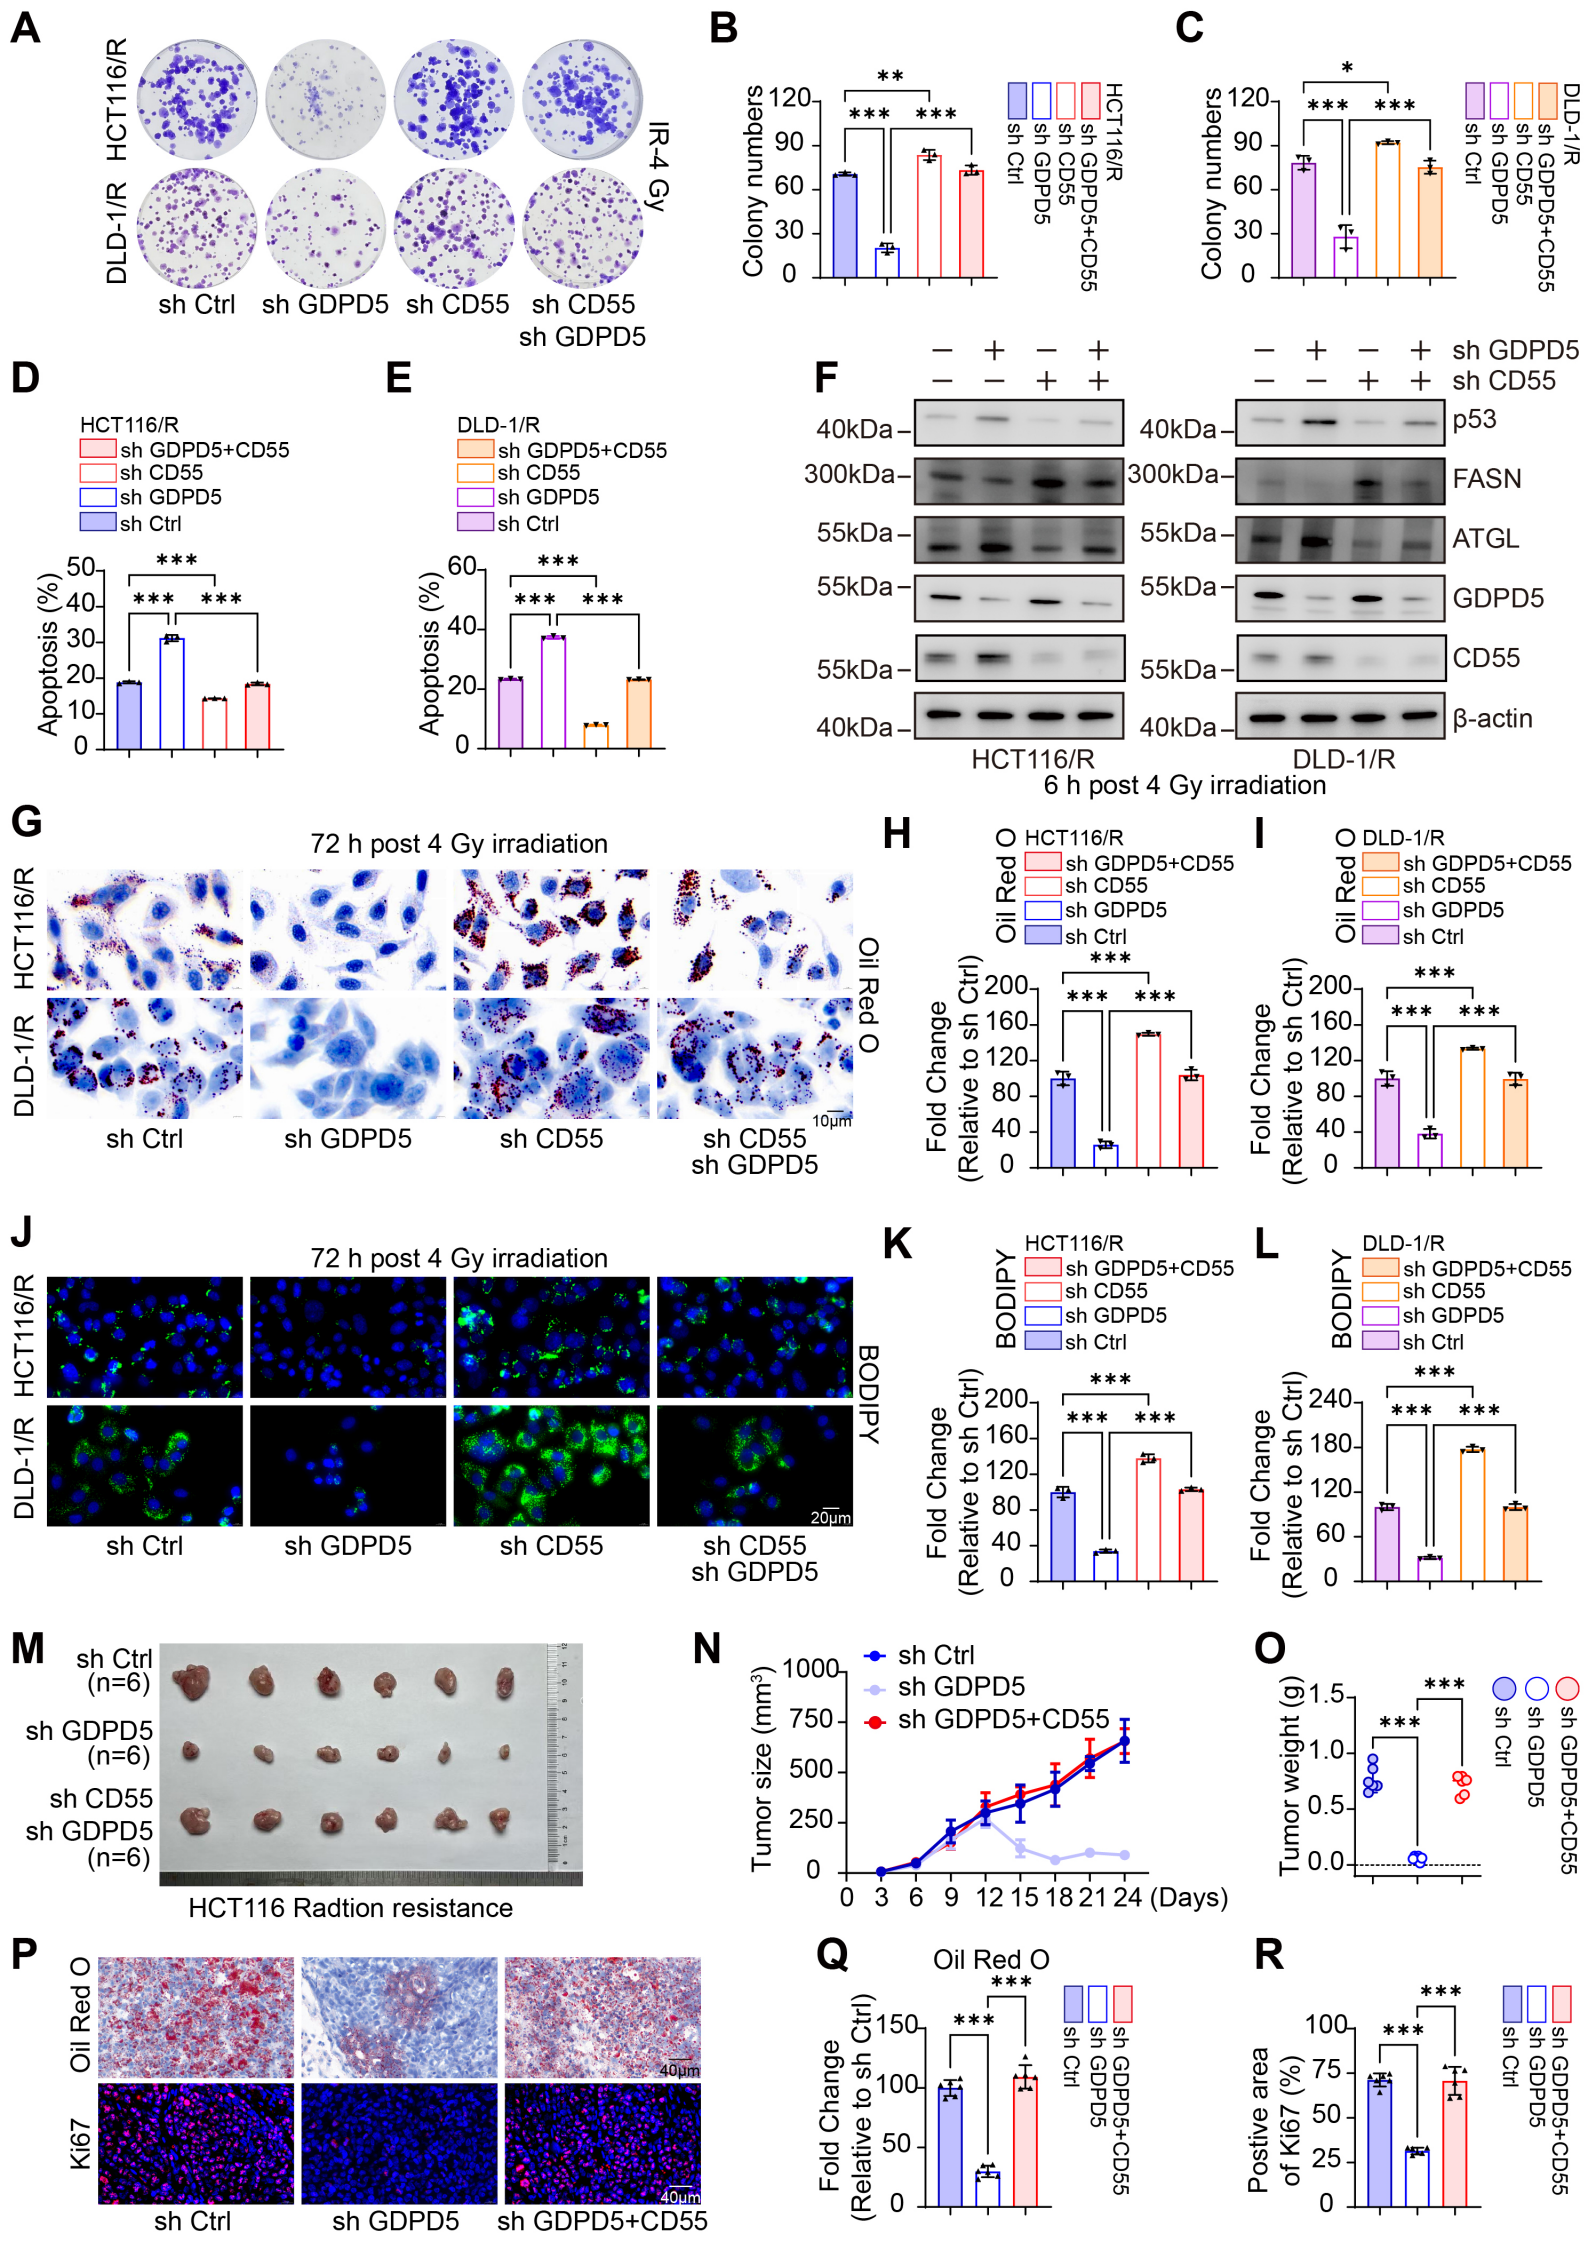 A
HCT116/R
DLD-1/R
IR-4 Gy
sh Ctrl
sh GDPD5
sh CD55
sh CD55
sh GDPD5
B
Colony numbers
120
90
60
30
0
**
***
***
HCT116/R
sh Ctrl
sh GDPD5
sh CD55
sh GDPD5+CD55
C
Colony numbers
120
90
60
30
0
*
***
***
DLD-1/R
sh Ctrl
sh GDPD5
sh CD55
sh GDPD5+CD55
D
HCT116/R
sh GDPD5+CD55
sh CD55
sh GDPD5
sh Ctrl
Apoptosis (%)
50
40
30
20
10
0
***
***
***
E
DLD-1/R
sh GDPD5+CD55
sh CD55
sh GDPD5
sh Ctrl
Apoptosis (%)
60
40
20
0
***
***
***
F
− + − + − + − + sh GDPD5
− − + + − − + + sh CD55
40kDa 40kDa p53
300kDa 300kDa FASN
55kDa 55kDa ATGL
55kDa 55kDa GDPD5
55kDa 55kDa CD55
40kDa 40kDa β-actin
HCT116/R DLD-1/R
6 h post 4 Gy irradiation
G
72 h post 4 Gy irradiation
HCT116/R
DLD-1/R
Oil Red O
10μm
sh Ctrl
sh GDPD5
sh CD55
sh CD55
sh GDPD5
H
Oil Red O
HCT116/R
sh GDPD5+CD55
sh CD55
sh GDPD5
sh Ctrl
Fold Change
(Relative to sh Ctrl)
200
160
120
80
40
0
***
***
***
I
Oil Red O
DLD-1/R
sh GDPD5+CD55
sh CD55
sh GDPD5
sh Ctrl
Fold Change
(Relative to sh Ctrl)
200
160
120
80
40
0
***
***
***
J
72 h post 4 Gy irradiation
HCT116/R
DLD-1/R
BODIPY
20μm
sh Ctrl
sh GDPD5
sh CD55
sh CD55
sh GDPD5
K
BODIPY
HCT116/R
sh GDPD5+CD55
sh CD55
sh GDPD5
sh Ctrl
Fold Change
(Relative to sh Ctrl)
200
160
120
80
40
0
***
***
***
L
BODIPY
DLD-1/R
sh GDPD5+CD55
sh CD55
sh GDPD5
sh Ctrl
Fold Change
(Relative to sh Ctrl)
240
180
120
60
0
***
***
***
M
sh Ctrl
(n=6)
sh GDPD5
(n=6)
sh CD55
sh GDPD5
(n=6)
HCT116 Radtion resistance
N
sh Ctrl
sh GDPD5
sh GDPD5+CD55
Tumor size (mm³)
1000
750
500
250
0
0 3 6 9 12 15 18 21 24 (Days)
O
Tumor weight (g)
1.5
1.0
0.5
0.0
***
***
sh Ctrl
sh GDPD5
sh GDPD5+CD55
P
Oil Red O
Ki67
40μm
40μm
sh Ctrl
sh GDPD5
sh GDPD5+CD55
Q
Oil Red O
Fold Change
(Relative to sh Ctrl)
150
100
50
0
***
***
sh Ctrl
sh GDPD5
sh GDPD5+CD55
R
Postive area
of Ki67 (%)
100
75
50
25
0
***
***
sh Ctrl
sh GDPD5
sh GDPD5+CD55